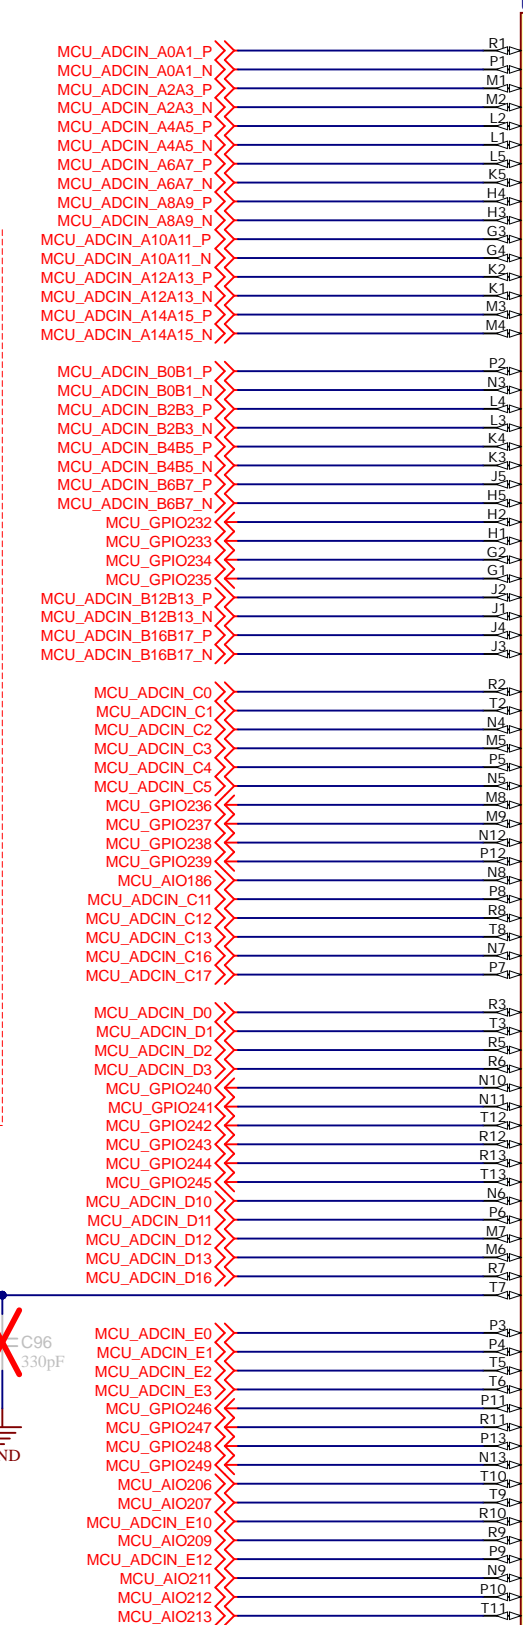 MCU_ADCIN_A0A1_P R1
MCU_ADCIN_A0A1_N P1
MCU_ADCIN_A2A3_P M1
MCU_ADCIN_A2A3_N M2
MCU_ADCIN_A4A5_P L2
MCU_ADCIN_A4A5_N L1
MCU_ADCIN_A6A7_P L5
MCU_ADCIN_A6A7_N K5
MCU_ADCIN_A8A9_P H4
MCU_ADCIN_A8A9_N H3
MCU_ADCIN_A10A11_P G3
MCU_ADCIN_A10A11_N G4
MCU_ADCIN_A12A13_P K2
MCU_ADCIN_A12A13_N K1
MCU_ADCIN_A14A15_P M3
MCU_ADCIN_A14A15_N M4
MCU_ADCIN_B0B1_P P2
MCU_ADCIN_B0B1_N N3
MCU_ADCIN_B2B3_P L4
MCU_ADCIN_B2B3_N L3
MCU_ADCIN_B4B5_P K4
MCU_ADCIN_B4B5_N K3
MCU_ADCIN_B6B7_P J5
MCU_ADCIN_B6B7_N H5
MCU_GPIO232 H2
MCU_GPIO233 H1
MCU_GPIO234 G2
MCU_GPIO235 G1
MCU_ADCIN_B12B13_P J2
MCU_ADCIN_B12B13_N J1
MCU_ADCIN_B16B17_P J4
MCU_ADCIN_B16B17_N J3
MCU_ADCIN_C0 R2
MCU_ADCIN_C1 T2
MCU_ADCIN_C2 N4
MCU_ADCIN_C3 M5
MCU_ADCIN_C4 P5
MCU_ADCIN_C5 N5
MCU_GPIO236 M8
MCU_GPIO237 M9
MCU_GPIO238 N12
MCU_GPIO239 P12
MCU_AIO186 N8
MCU_ADCIN_C11 P8
MCU_ADCIN_C12 R8
MCU_ADCIN_C13 T8
MCU_ADCIN_C16 N7
MCU_ADCIN_C17 P7
MCU_ADCIN_D0 R3
MCU_ADCIN_D1 T3
MCU_ADCIN_D2 R5
MCU_ADCIN_D3 R6
MCU_GPIO240 N10
MCU_GPIO241 N11
MCU_GPIO242 T12
MCU_GPIO243 R12
MCU_GPIO244 R13
MCU_GPIO245 T13
MCU_ADCIN_D10 N6
MCU_ADCIN_D11 P6
MCU_ADCIN_D12 M7
MCU_ADCIN_D13 M6
MCU_ADCIN_D16 R7
T7
C96
330pF
ND
MCU_ADCIN_E0 P3
MCU_ADCIN_E1 P4
MCU_ADCIN_E2 T5
MCU_ADCIN_E3 T6
MCU_GPIO246 P11
MCU_GPIO247 R11
MCU_GPIO248 P13
MCU_GPIO249 N13
MCU_AIO206 T10
MCU_AIO207 T9
MCU_ADCIN_E10 R10
MCU_AIO209 R9
MCU_ADCIN_E12 P9
MCU_AIO211 N9
MCU_AIO212 P10
MCU_AIO213 T11